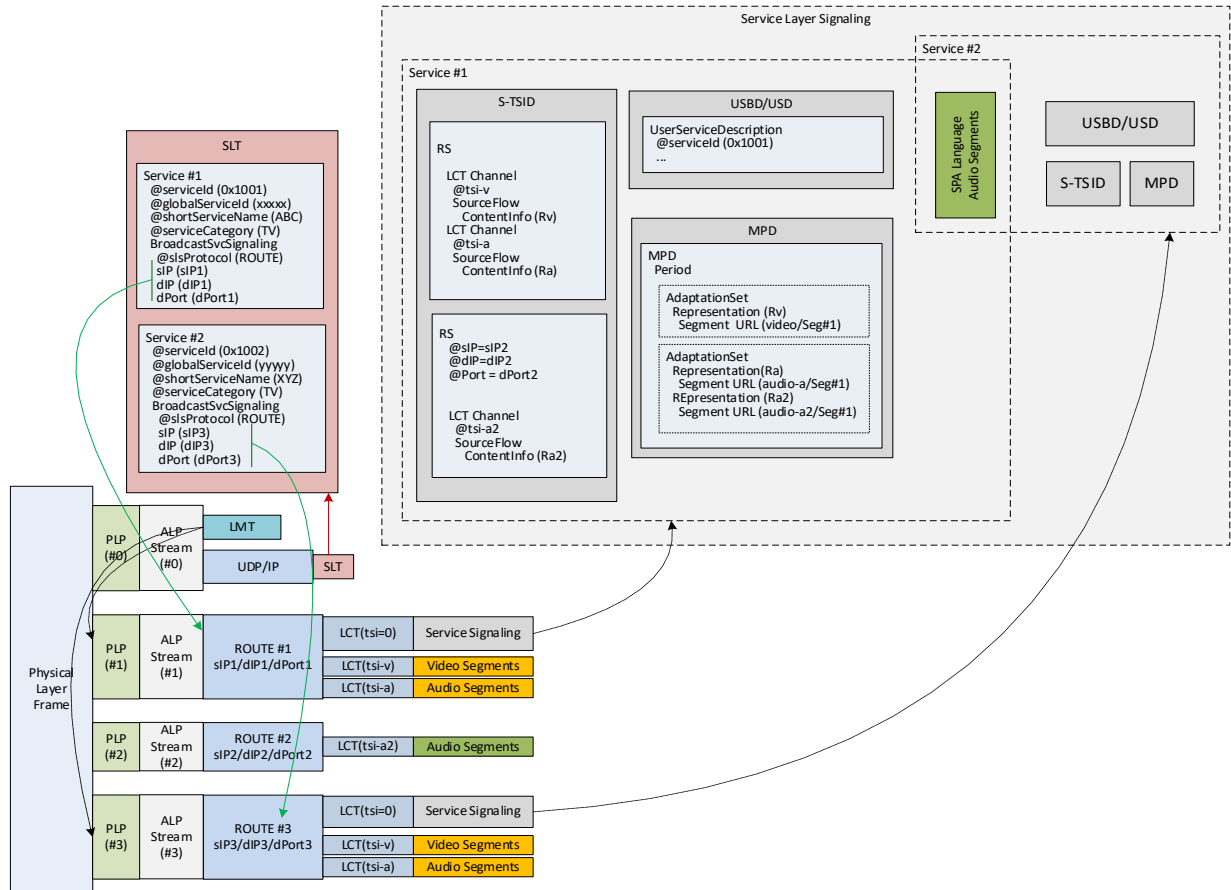 Service Layer Signaling
Service #2
Service #1
S-TSID
RS
LCT Channel
@tsi-v
SourceFlow
ContentInfo (Rv)
LCT Channel
@tsi-a
SourceFlow
ContentInfo (Ra)
RS
@sIP=sIP2
@dIP=dIP2
@Port = dPort2
LCT Channel
@tsi-a2
SourceFlow
ContentInfo (Ra2)
USBD/USD
UserServiceDescription
@serviceId (0x1001)
...
MPD
MPD
Period
AdaptationSet
Representation (Rv)
Segment URL (video/Seg#1)
AdaptationSet
Representation(Ra)
Segment URL (audio-a/Seg#1)
REpresentation (Ra2)
Segment URL (audio-a2/Seg#1)
SPA Language
Audio Segments
USBD/USD
S-TSID
MPD
SLT
Service #1
@serviceId (0x1001)
@globalServiceId (xxxxx)
@shortServiceName (ABC)
@serviceCategory (TV)
BroadcastSvcSignaling
@slsProtocol (ROUTE)
sIP (sIP1)
dIP (dIP1)
dPort (dPort1)
Service #2
@serviceId (0x1002)
@globalServiceId (yyyyy)
@shortServiceName (XYZ)
@serviceCategory (TV)
BroadcastSvcSignaling
@slsProtocol (ROUTE)
sIP (sIP3)
dIP (dIP3)
dPort (dPort3)
Physical
Layer
Frame
PLP
(#0)
ALP
Stream
(#0)
LMT
UDP/IP
SLT
PLP
(#1)
ALP
Stream
(#1)
ROUTE #1
sIP1/dIP1/dPort1
LCT(tsi=0)
Service Signaling
LCT(tsi-v)
Video Segments
LCT(tsi-a)
Audio Segments
PLP
(#2)
ALP
Stream
(#2)
ROUTE #2
sIP2/dIP2/dPort2
LCT(tsi-a2)
Audio Segments
PLP
(#3)
ALP
Stream
(#3)
ROUTE #3
sIP3/dIP3/dPort3
LCT(tsi=0)
Service Signaling
LCT(tsi-v)
Video Segments
LCT(tsi-a)
Audio Segments